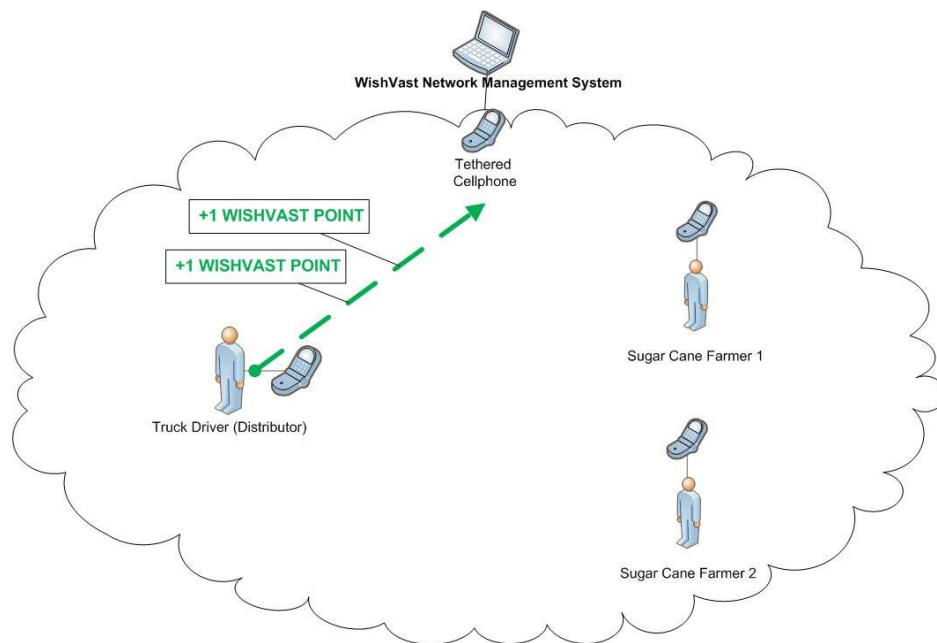 WishVast Network Management System
Tethered
Cellphone
+1 WISHVAST POINT
+1 WISHVAST POINT
Sugar Cane Farmer 1
Truck Driver (Distributor)
Sugar Cane Farmer 2